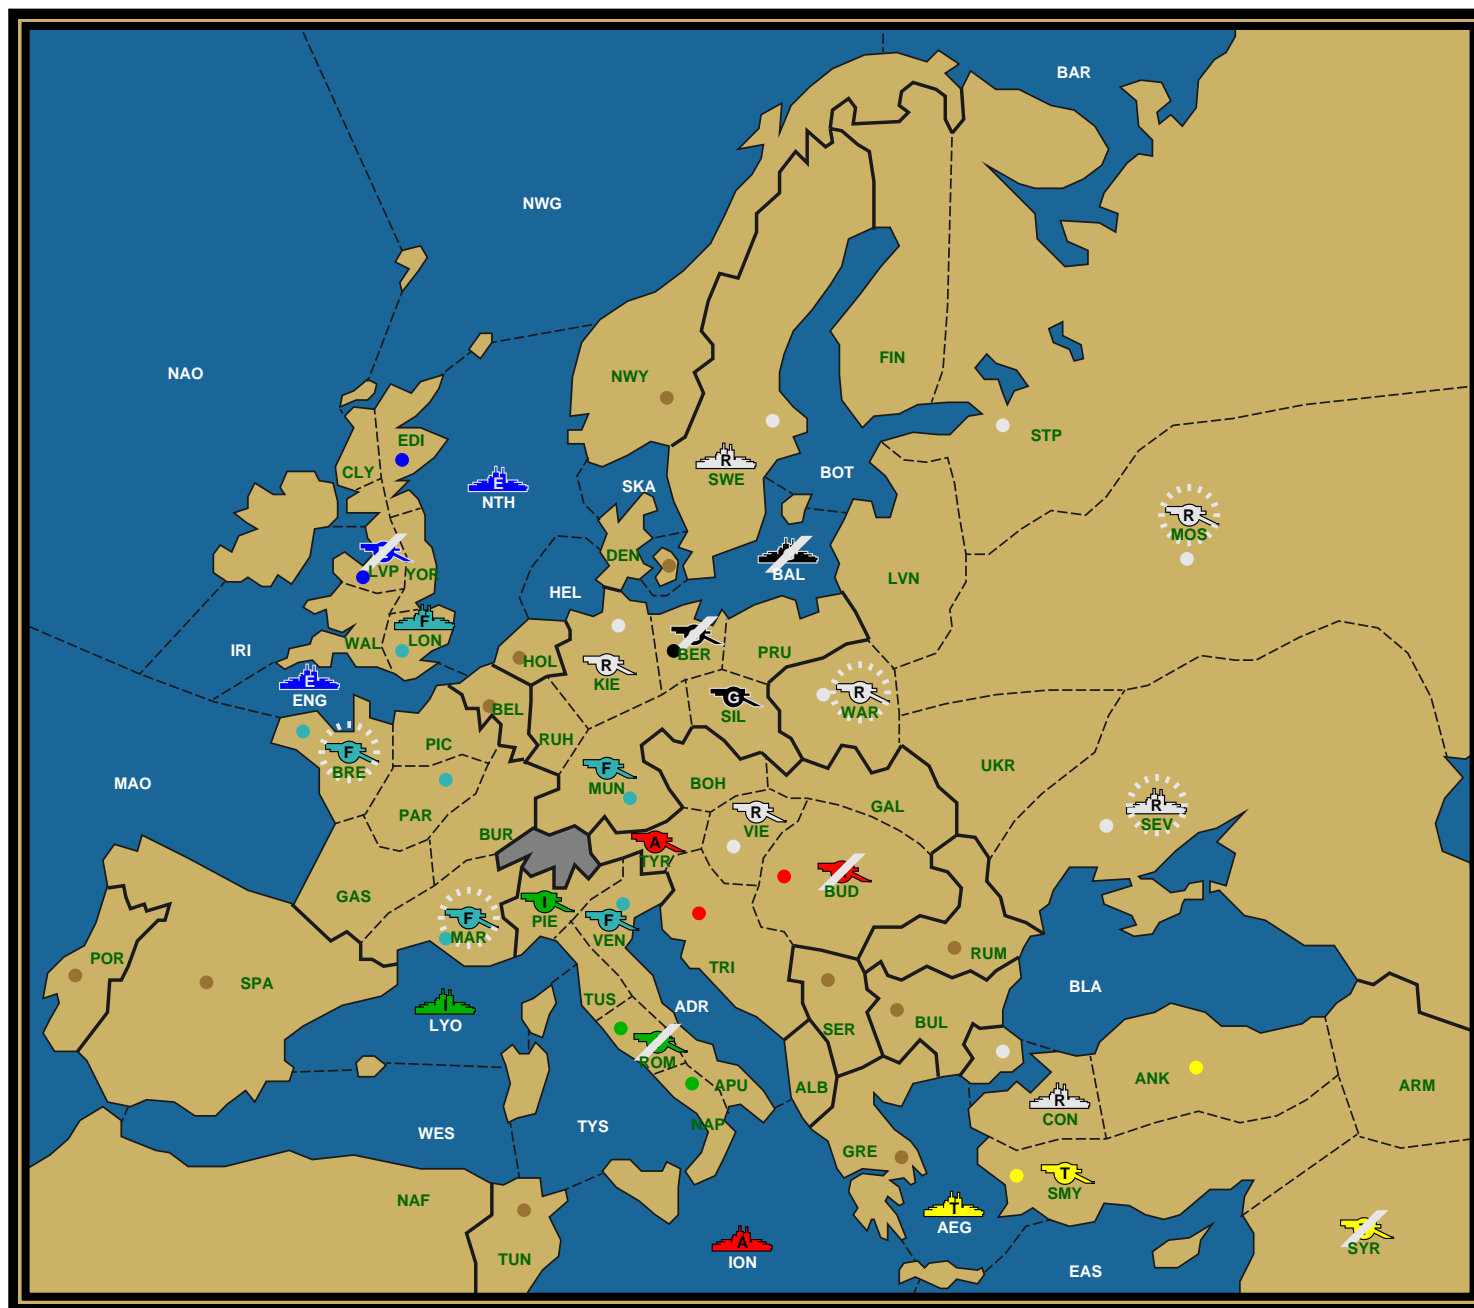 BAR
NWG
NAO
FIN
NWY
STP
EDI
CLY
R
SWE
BOT
E
NTH
SKA
R
MOS
LVP
YOR
DEN
BAL
LVN
HEL
F
LON
WAL
IRI
BER
PRU
HOL
R
KIE
E
ENG
G
SIL
R
WAR
BEL
PIC
RUH
F
BRE
F
MUN
UKR
MAO
BOH
GAL
R
VIE
R
SEV
PAR
BUR
A
TYR
BUD
GAS
I
PIE
F
MAR
F
VEN
POR
SPA
TRI
RUM
I
LYO
TUS
ADR
BLA
SER
BUL
ROM
ANK
ARM
ALB
APU
R
CON
NAP
WES
TYS
GRE
T
SMY
NAF
T
AEG
A
ION
SYR
TUN
EAS